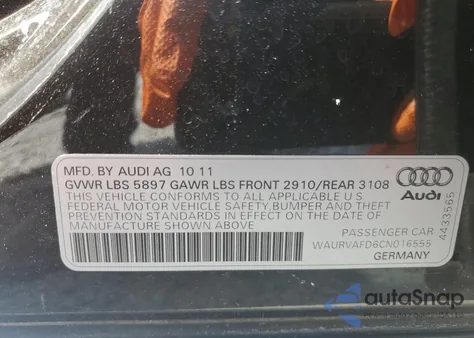 MFD. BY AUDI AG 10 11
GVWR LBS 5897 GAWR LBS FRONT 2910/REAR 3108
THIS VEHICLE CONFORMS TO ALL APPLICABLE U S
FEDERAL MOTOR VEHICLE SAFETY,BUMPER AND THEFT
PREVENTION STANDARDS IN EFFECT ON THE DATE OF
MANUFACTURE SHOWN ABOVE
Audi
4433665
PASSENGER CAR
WAURVAFD6CN016555
GERMANY
autoSnap